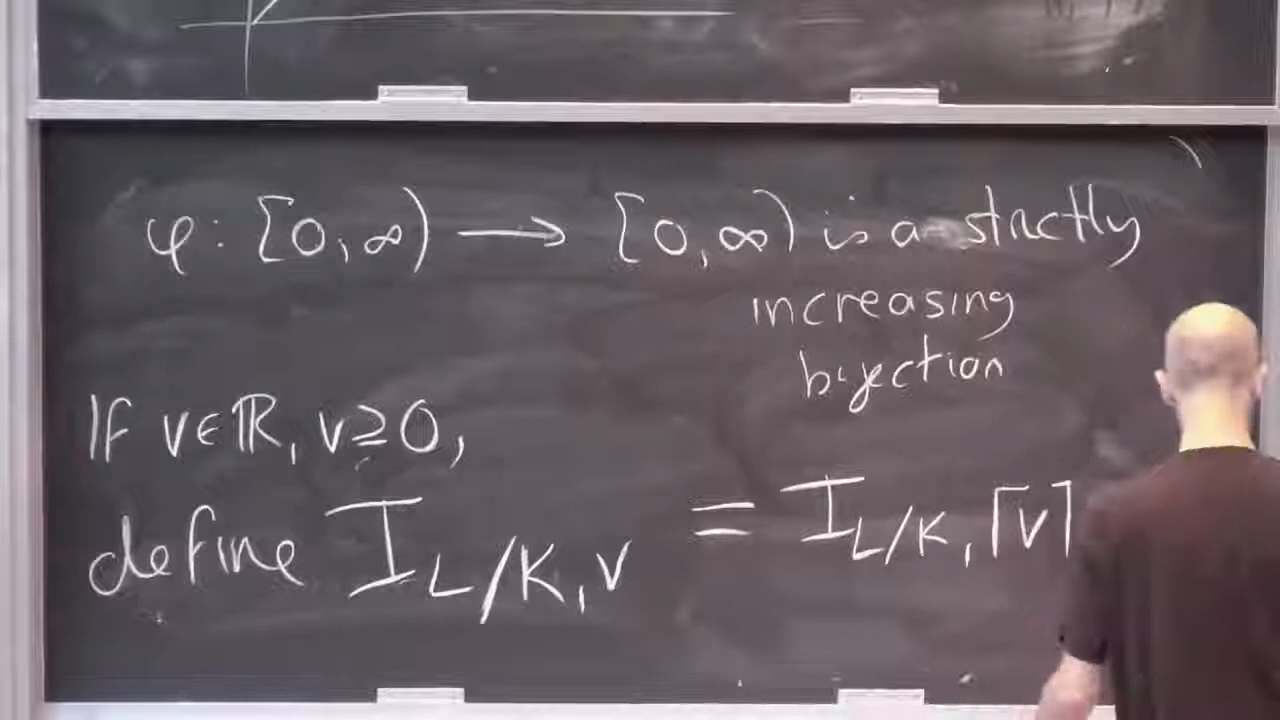 φ: [0,∞) ⟶ [0,∞) is a strictly
increasing
bijection
If v∈ℝ, v≥0,
define I_{L/K,v} = I_{L/K,⌈v⌉}